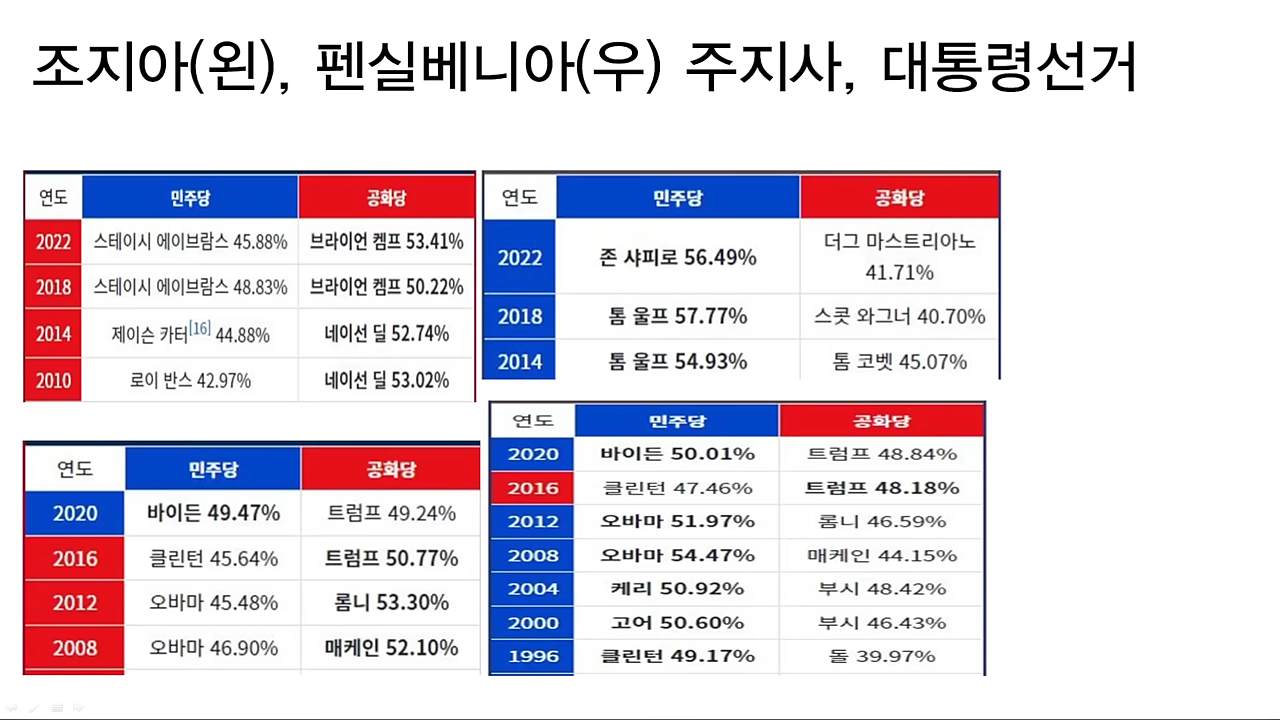 조지아(왼), 펜실베니아(우) 주지사, 대통령선거
연도 민주당 공화당
2022 스테이시 에이브람스 45.88% 브라이언 켐프 53.41%
2018 스테이시 에이브람스 48.83% 브라이언 켐프 50.22%
2014 제이슨 카터[16] 44.88% 네이선 딜 52.74%
2010 로이 반스 42.97% 네이선 딜 53.02%
연도 민주당 공화당
2022 존 샤피로 56.49% 더그 마스트리아노
41.71%
2018 톰 울프 57.77% 스콧 와그너 40.70%
2014 톰 울프 54.93% 톰 코벳 45.07%
연도 민주당 공화당
2020 바이든 49.47% 트럼프 49.24%
2016 클린턴 45.64% 트럼프 50.77%
2012 오바마 45.48% 롬니 53.30%
2008 오바마 46.90% 매케인 52.10%
연도 민주당 공화당
2020 바이든 50.01% 트럼프 48.84%
2016 클린턴 47.46% 트럼프 48.18%
2012 오바마 51.97% 롬니 46.59%
2008 오바마 54.47% 매케인 44.15%
2004 케리 50.92% 부시 48.42%
2000 고어 50.60% 부시 46.43%
1996 클린턴 49.17% 돌 39.97%